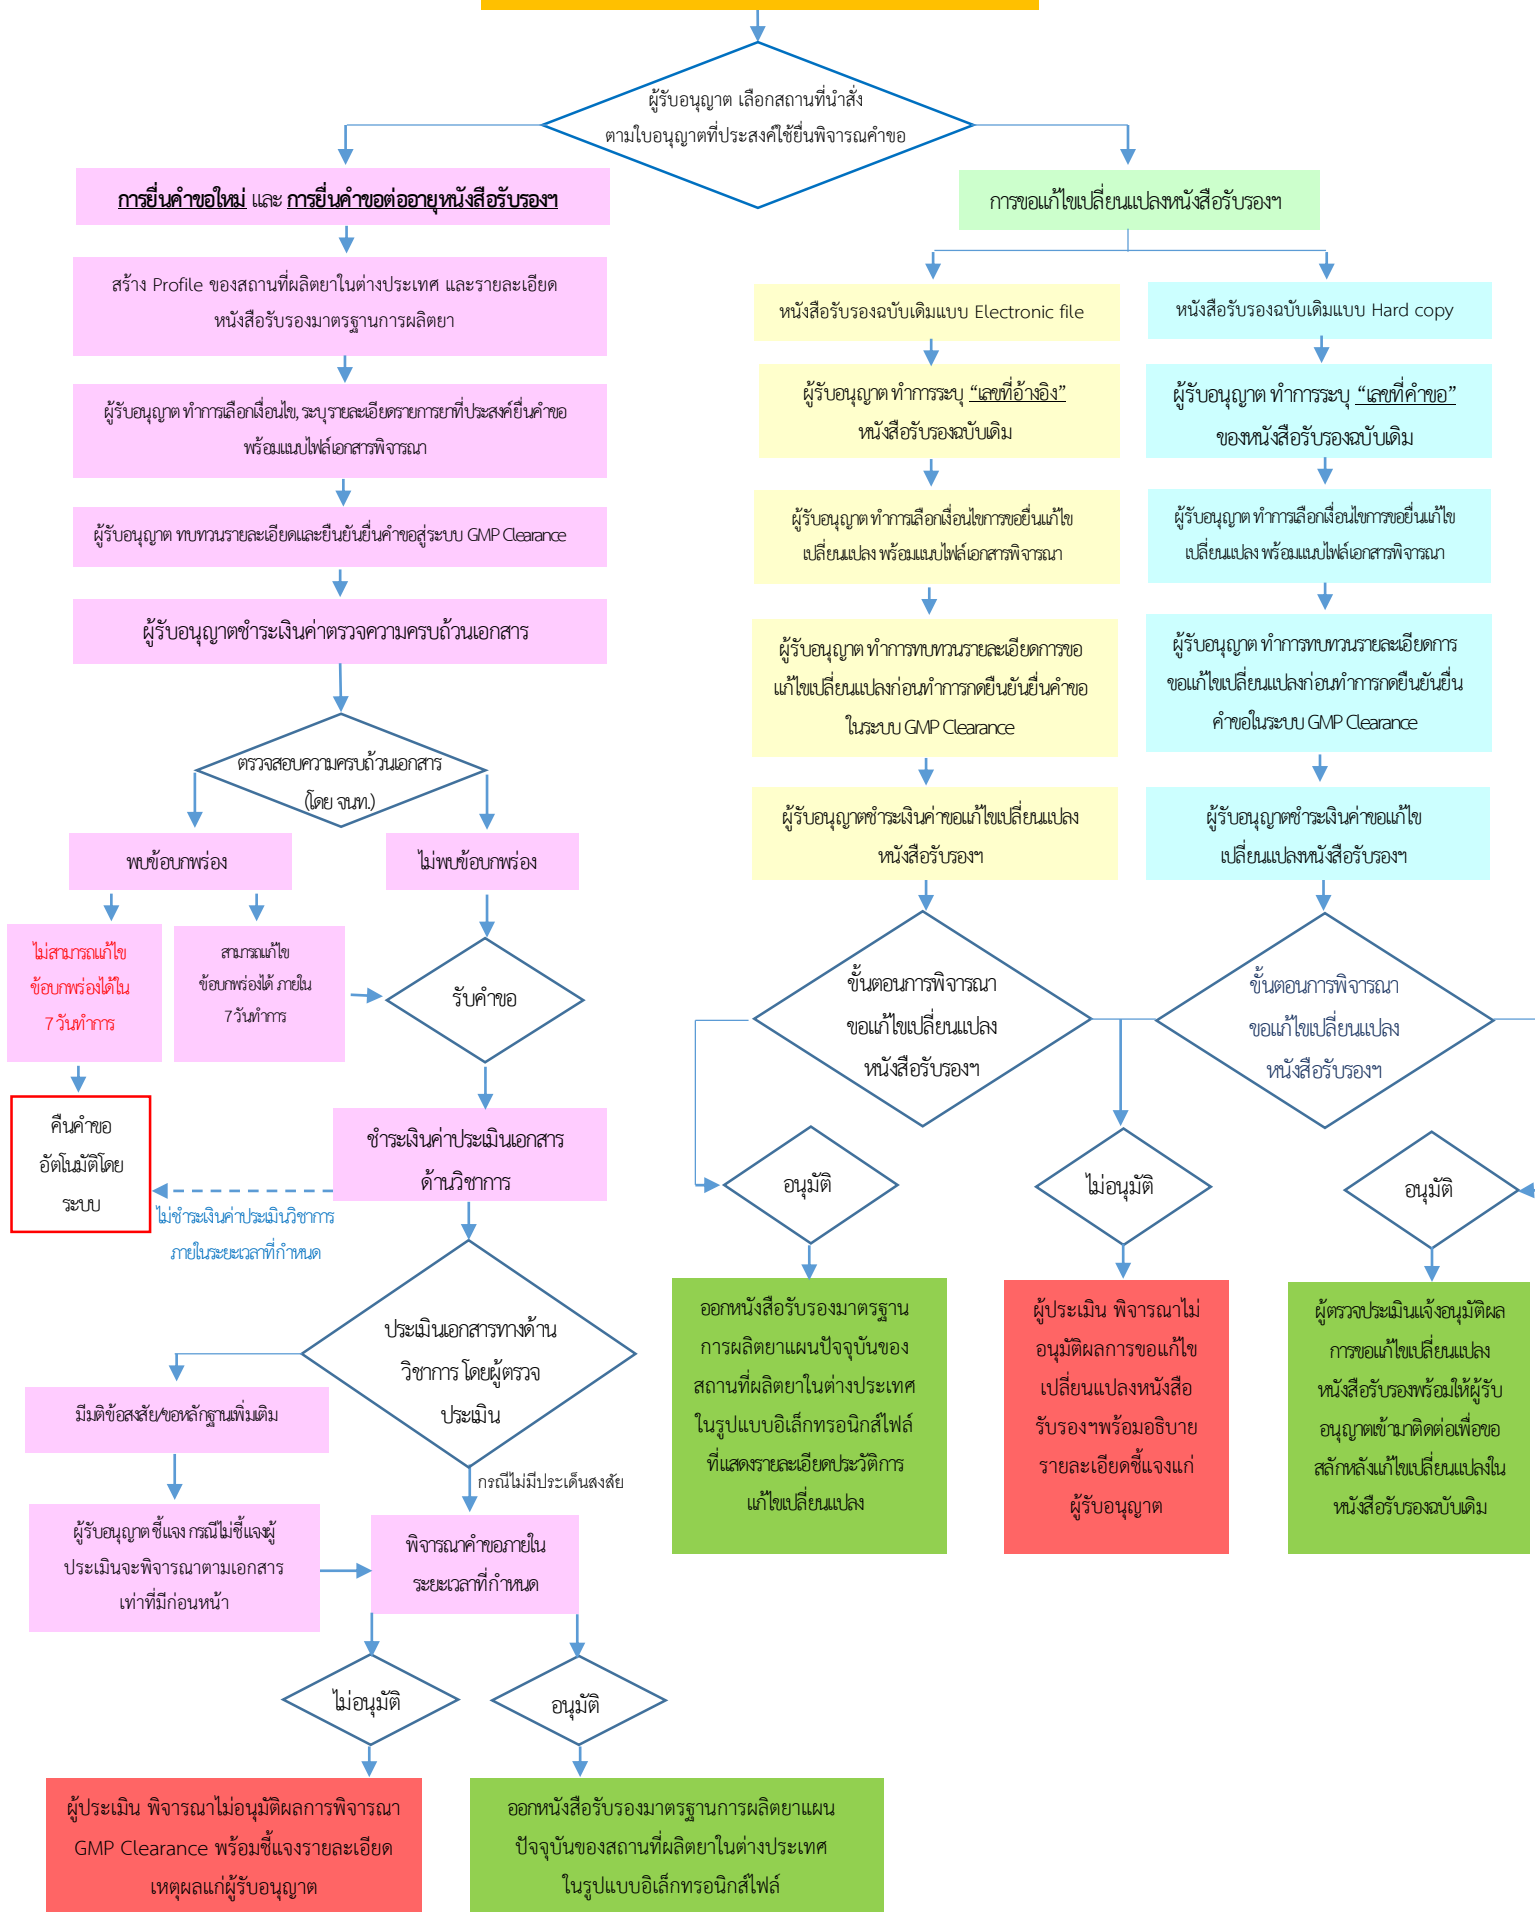 ผู้รับอนุญาต เลือกสถานที่นำสั่ง
ตามใบอนุญาตที่ประสงค์ใช้ยื่นพิจารณคำขอ
การยื่นคำขอใหม่ และ การยื่นคำขอต่ออายุหนังสือรับรองฯ
สร้าง Profile ของสถานที่ผลิตยาในต่างประเทศ และรายละเอียด
หนังสือรับรองมาตรฐานการผลิตยา
ผู้รับอนุญาต ทำการเลือกเงื่อนไข, ระบุรายละเอียดรายการยาที่ประสงค์ยื่นคำขอ
พร้อมแนบไฟล์เอกสารพิจารณา
ผู้รับอนุญาต ทบทวนรายละเอียดและยืนยันยื่นคำขอสู่ระบบ GMP Clearance
ผู้รับอนุญาตชำระเงินค่าตรวจความครบถ้วนเอกสาร
ตรวจสอบความครบถ้วนเอกสาร
(โดย จนท.)
พบข้อบกพร่อง
ไม่พบข้อบกพร่อง
ไม่สามารถแก้ไข
ข้อบกพร่องได้ใน
7 วันทำการ
สามารถแก้ไข
ข้อบกพร่องได้ ภายใน
7 วันทำการ
รับคำขอ
คืนคำขอ
อัตโนมัติโดย
ระบบ
ชำระเงินค่าประเมินเอกสาร
ด้านวิชาการ
ไม่ชำระเงินค่าประเมินวิชาการ
ภายในระยะเวลาที่กำหนด
ประเมินเอกสารทางด้าน
วิชาการ โดยผู้ตรวจ
ประเมิน
มีมติข้อสงสัย/ขอหลักฐานเพิ่มเติม
กรณีไม่มีประเด็นสงสัย
ผู้รับอนุญาต ชี้แจง กรณีไม่ชี้แจงผู้
ประเมินจะพิจารณาตามเอกสาร
เท่าที่มีก่อนหน้า
พิจารณาคำขอภายใน
ระยะเวลาที่กำหนด
ไม่อนุมัติ
อนุมัติ
ผู้ประเมิน พิจารณาไม่อนุมัติผลการพิจารณา
GMP Clearance พร้อมชี้แจงรายละเอียด
เหตุผลแก่ผู้รับอนุญาต
ออกหนังสือรับรองมาตรฐานการผลิตยาแผน
ปัจจุบันของสถานที่ผลิตยาในต่างประเทศ
ในรูปแบบอิเล็กทรอนิกส์ไฟล์
การขอแก้ไขเปลี่ยนแปลงหนังสือรับรองฯ
หนังสือรับรองฉบับเดิมแบบ Electronic file
ผู้รับอนุญาต ทำการระบุ “เลขที่อ้างอิง”
หนังสือรับรองฉบับเดิม
ผู้รับอนุญาต ทำการเลือกเงื่อนไขการขอยื่นแก้ไข
เปลี่ยนแปลง พร้อมแนบไฟล์เอกสารพิจารณา
ผู้รับอนุญาต ทำการทบทวนรายละเอียดการขอ
แก้ไขเปลี่ยนแปลงก่อนทำการกดยืนยันยื่นคำขอ
ในระบบ GMP Clearance
ผู้รับอนุญาตชำระเงินค่าขอแก้ไขเปลี่ยนแปลง
หนังสือรับรองฯ
ขั้นตอนการพิจารณา
ขอแก้ไขเปลี่ยนแปลง
หนังสือรับรองฯ
หนังสือรับรองฉบับเดิมแบบ Hard copy
ผู้รับอนุญาต ทำการระบุ “เลขที่คำขอ”
ของหนังสือรับรองฉบับเดิม
ผู้รับอนุญาต ทำการเลือกเงื่อนไขการขอยื่นแก้ไข
เปลี่ยนแปลง พร้อมแนบไฟล์เอกสารพิจารณา
ผู้รับอนุญาต ทำการทบทวนรายละเอียดการ
ขอแก้ไขเปลี่ยนแปลงก่อนทำการกดยืนยันยื่น
คำขอในระบบ GMP Clearance
ผู้รับอนุญาตชำระเงินค่าขอแก้ไข
เปลี่ยนแปลงหนังสือรับรองฯ
ขั้นตอนการพิจารณา
ขอแก้ไขเปลี่ยนแปลง
หนังสือรับรองฯ
อนุมัติ
ไม่อนุมัติ
อนุมัติ
ออกหนังสือรับรองมาตรฐาน
การผลิตยาแผนปัจจุบันของ
สถานที่ผลิตยาในต่างประเทศ
ในรูปแบบอิเล็กทรอนิกส์ไฟล์
ที่แสดงรายละเอียดประวัติการ
แก้ไขเปลี่ยนแปลง
ผู้ประเมิน พิจารณาไม่
อนุมัติผลการขอแก้ไข
เปลี่ยนแปลงหนังสือ
รับรองฯพร้อมอธิบาย
รายละเอียดชี้แจงแก่
ผู้รับอนุญาต
ผู้ตรวจประเมินแจ้งอนุมัติผล
การขอแก้ไขเปลี่ยนแปลง
หนังสือรับรองพร้อมให้ผู้รับ
อนุญาตเข้ามาติดต่อเพื่อขอ
สลักหลังแก้ไขเปลี่ยนแปลงใน
หนังสือรับรองฉบับเดิม